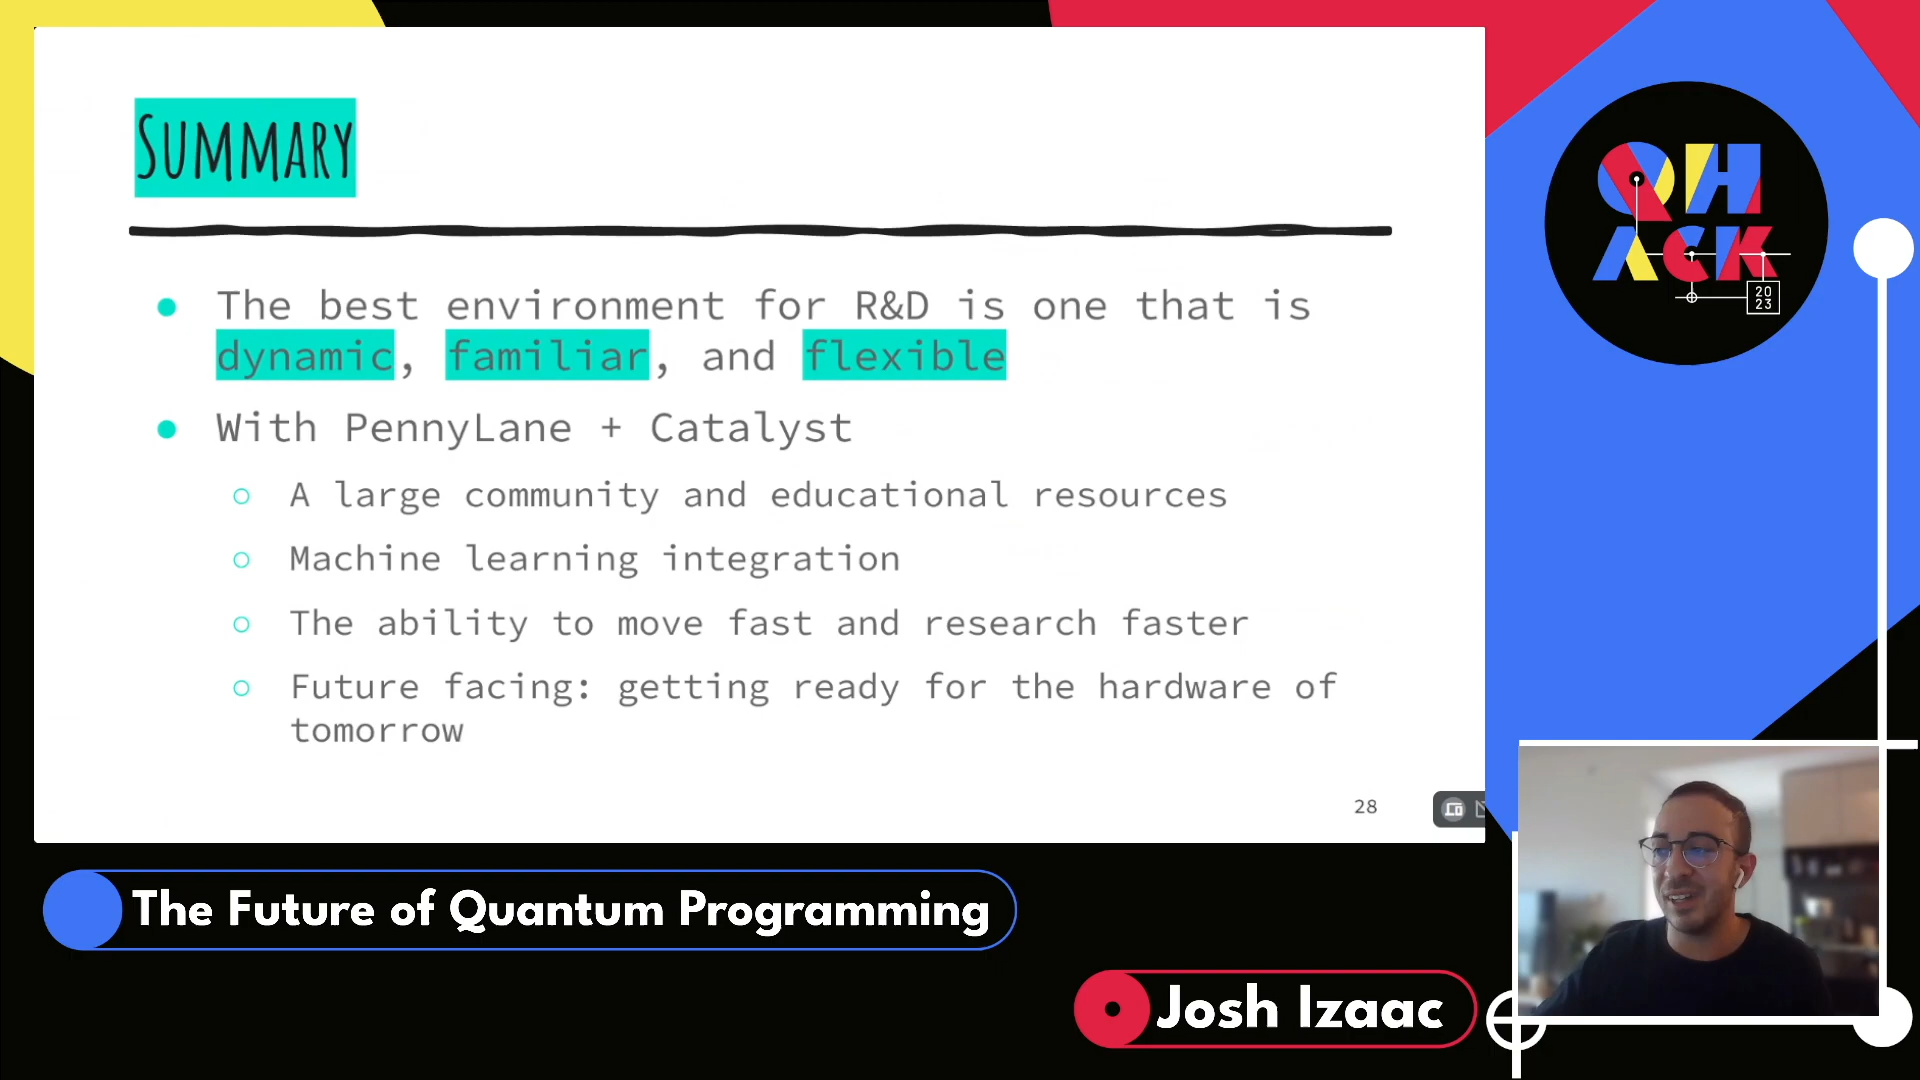 SUMMARY
The best environment for R&D is one that is
dynamic, familiar, and flexible
With PennyLane + Catalyst
A large community and educational resources
Machine learning integration
The ability to move fast and research faster
Future facing: getting ready for the hardware of
tomorrow
28
QH
ACK
20
23
The Future of Quantum Programming
Josh Izaac